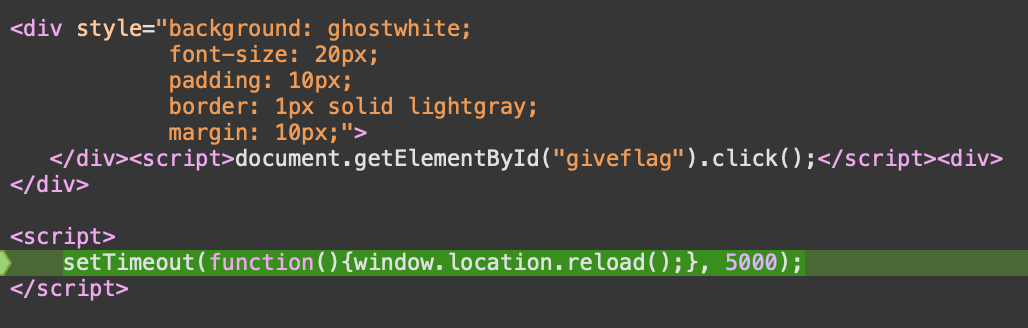 <div style="background: ghostwhite;
            font-size: 20px;
            padding: 10px;
            border: 1px solid lightgray;
            margin: 10px;">
   </div><script>document.getElementById("giveflag").click();</script><div>
</div>

<script>
    setTimeout(function(){window.location.reload();}, 5000);
</script>